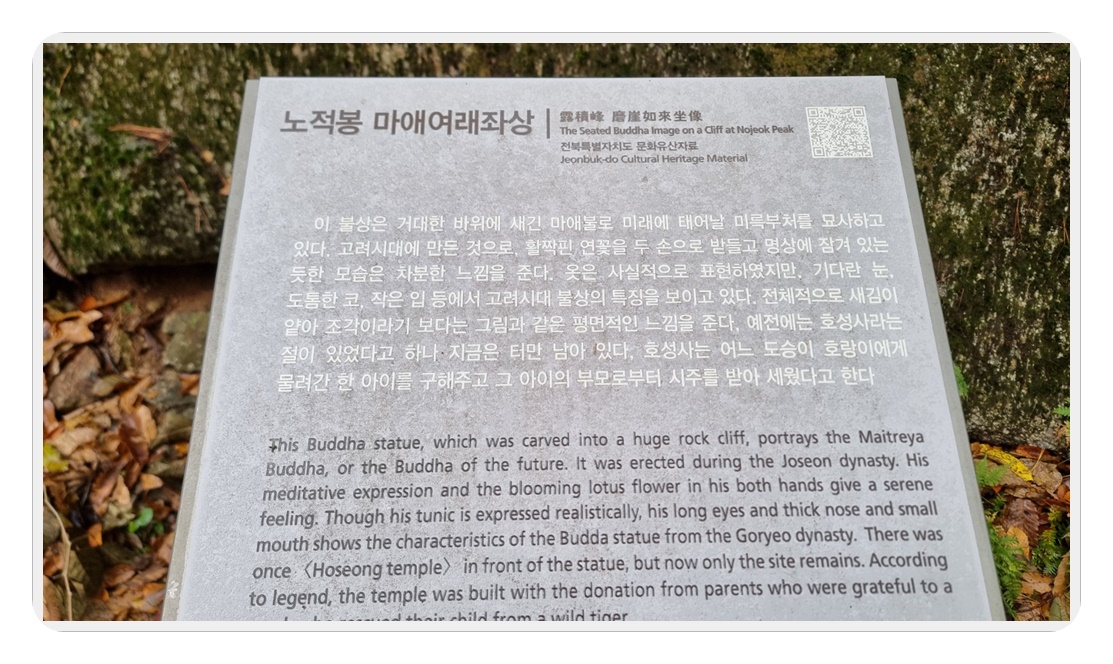 노적봉 마애여래좌상
露積峰 磨崖如來坐像
The Seated Buddha Image on a Cliff at Nojeok Peak
전북특별자치도 문화유산자료
Jeonbuk-do Cultural Heritage Material
이 불상은 거대한 바위에 새긴 마애불로 미래에 태어날 미륵부처를 묘사하고
있다. 고려시대에 만든 것으로, 활짝핀 연꽃을 두 손으로 받들고 명상에 잠겨 있는
듯한 모습은 차분한 느낌을 준다. 옷은 사실적으로 표현하였지만, 기다란 눈,
도톰한 코, 작은 입 등에서 고려시대 불상의 특징을 보이고 있다. 전체적으로 새김이
얕아 조각이라기 보다는 그림과 같은 평면적인 느낌을 준다. 예전에는 호성사라는
절이 있었다고 하나 지금은 터만 남아 있다. 호성사는 어느 도승이 호랑이에게
물려간 한 아이를 구해주고 그 아이의 부모로부터 시주를 받아 세웠다고 한다
This Buddha statue, which was carved into a huge rock cliff, portrays the Maitreya
Buddha, or the Buddha of the future. It was erected during the Joseon dynasty. His
meditative expression and the blooming lotus flower in his both hands give a serene
feeling. Though his tunic is expressed realistically, his long eyes and thick nose and small
mouth shows the characteristics of the Budda statue from the Goryeo dynasty. There was
once 〈Hoseong temple〉 in front of the statue, but now only the site remains. According
to legend, the temple was built with the donation from parents who were grateful to a
rescued their child from a wild tiger